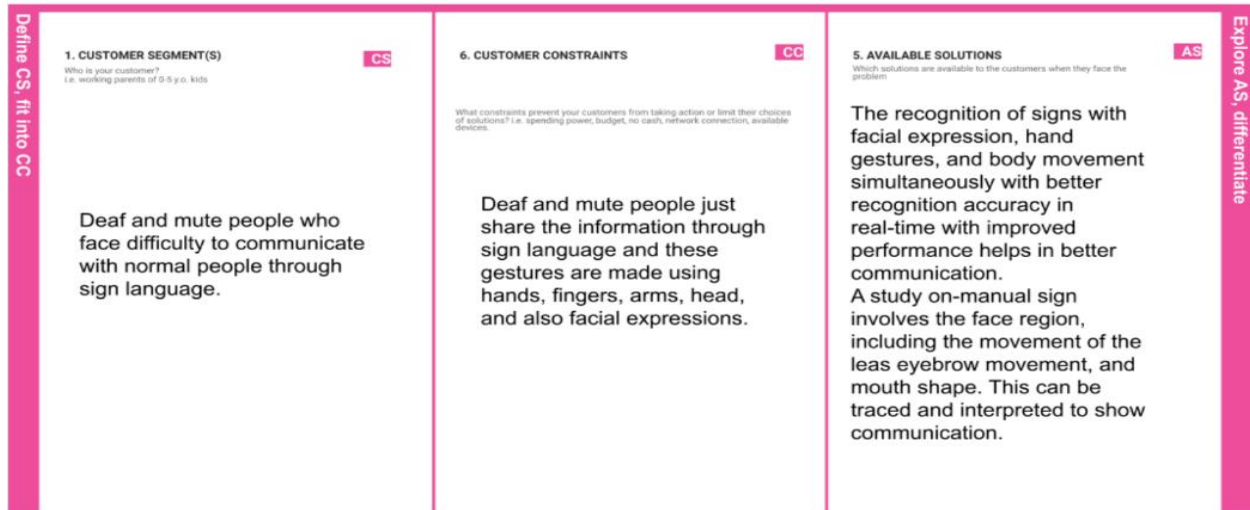 Define CS, fit into CC
1. CUSTOMER SEGMENT(S)
CS
Who is your customer?
i.e. working parents of 0-5 y.o. kids
Deaf and mute people who
face difficulty to communicate
with normal people through
sign language.
6. CUSTOMER CONSTRAINTS
CC
What constraints prevent your customers from taking action or limit their choices
of solutions? i.e. spending power, budget, no cash, network connection, available
devices.
Deaf and mute people just
share the information through
sign language and these
gestures are made using
hands, fingers, arms, head,
and also facial expressions.
5. AVAILABLE SOLUTIONS
AS
Which solutions are available to the customers when they face the
problem
The recognition of signs with
facial expression, hand
gestures, and body movement
simultaneously with better
recognition accuracy in
real-time with improved
performance helps in better
communication.
A study on-manual sign
involves the face region,
including the movement of the
leas eyebrow movement, and
mouth shape. This can be
traced and interpreted to show
communication.
Explore AS, differentiate